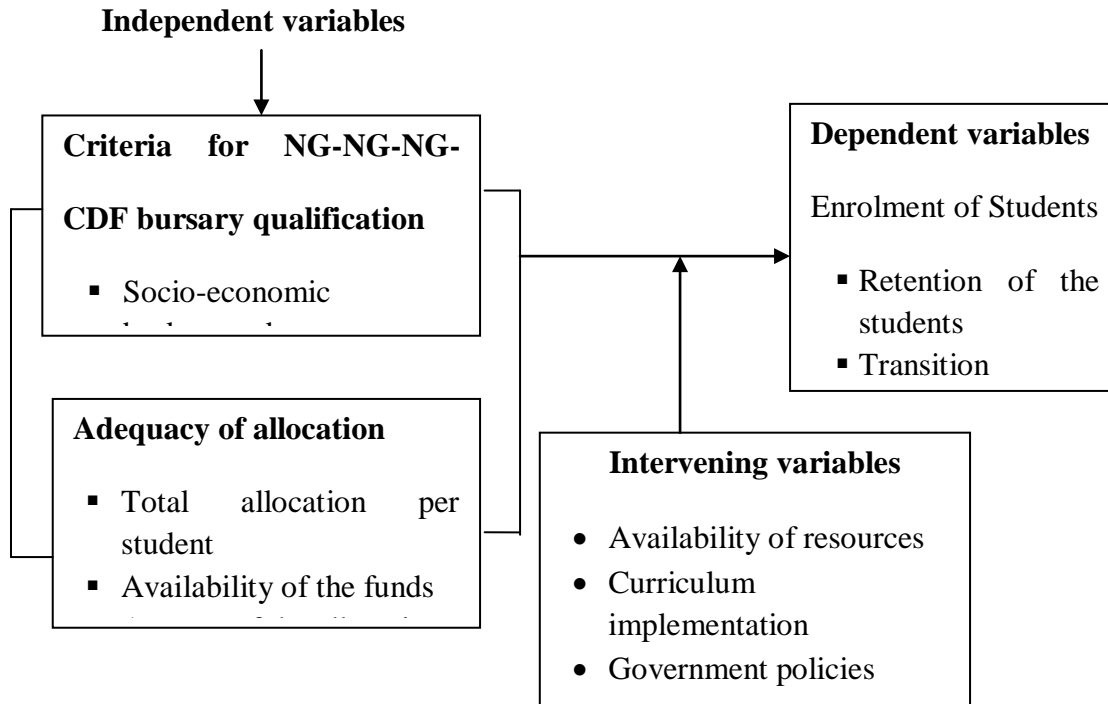 Independent variables
Criteria for NG-NG-NG-
CDF bursary qualification
▪ Socio-economic
Adequacy of allocation
▪ Total allocation per
student
▪ Availability of the funds
Dependent variables
Enrolment of Students
▪ Retention of the
students
▪ Transition
Intervening variables
• Availability of resources
• Curriculum
implementation
• Government policies